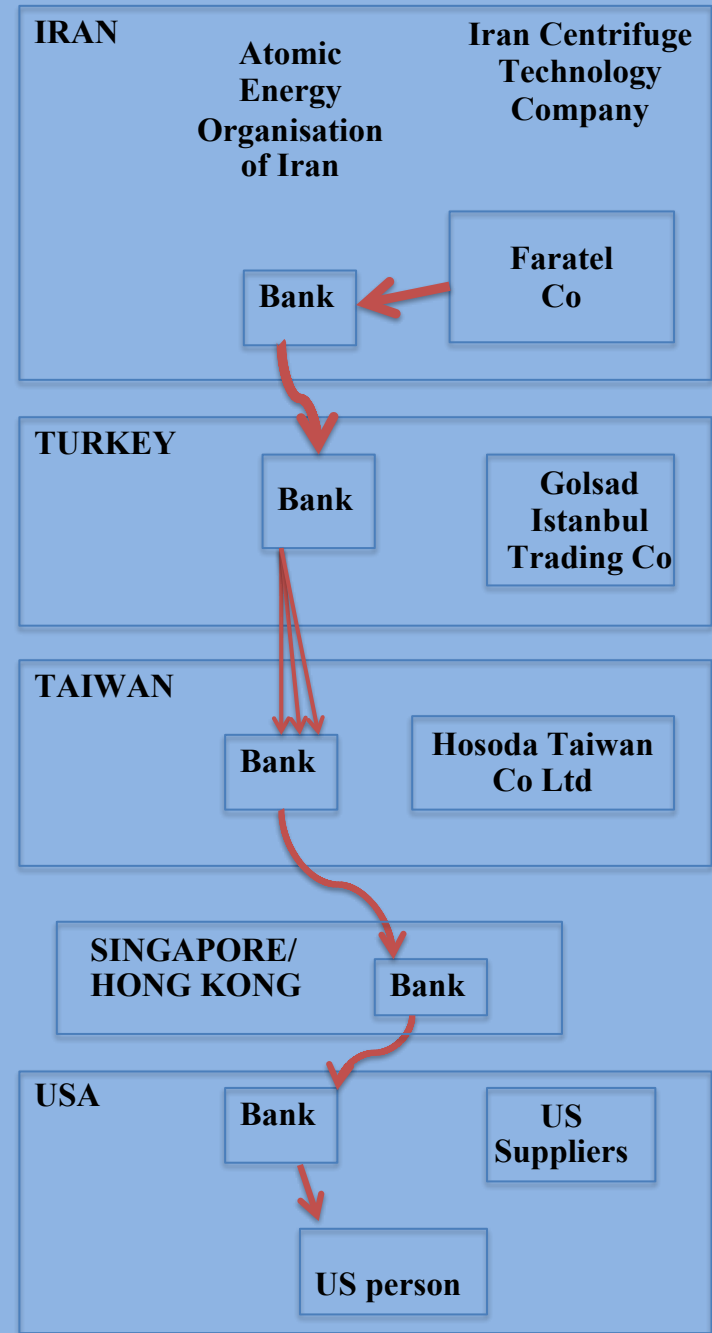 IRAN
Atomic
Energy
Organisation
of Iran
Iran Centrifuge
Technology
Company
Bank
Faratel
Co
TURKEY
Bank
Golsad
Istanbul
Trading Co
TAIWAN
Bank
Hosoda Taiwan
Co Ltd
SINGAPORE/
HONG KONG
Bank
USA
Bank
US
Suppliers
US person